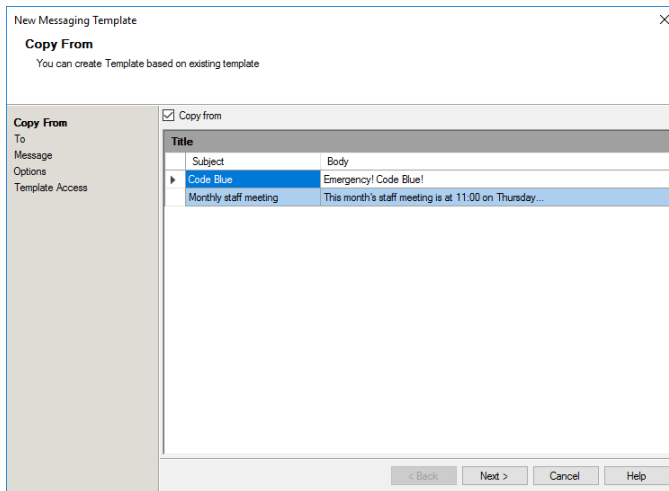 New Messaging Template
Copy From
You can create Template based on existing template
Copy From
To
Message
Options
Template Access
Copy from
Title
Subject Body
Code Blue Emergency! Code Blue!
Monthly staff meeting This month's staff meeting is at 11:00 on Thursday...
< Back Next > Cancel Help